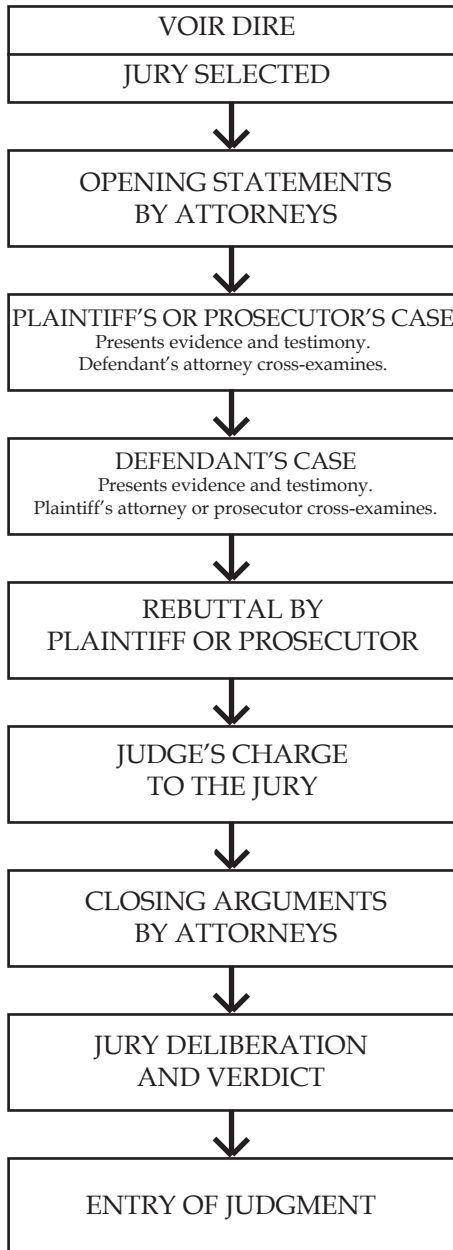 VOIR DIRE
JURY SELECTED
OPENING STATEMENTS
BY ATTORNEYS
PLAINTIFF'S OR PROSECUTOR'S CASE
Presents evidence and testimony.
Defendant's attorney cross-examines.
DEFENDANT'S CASE
Presents evidence and testimony.
Plaintiff's attorney or prosecutor cross-examines.
REBUTTAL BY
PLAINTIFF OR PROSECUTOR
JUDGE'S CHARGE
TO THE JURY
CLOSING ARGUMENTS
BY ATTORNEYS
JURY DELIBERATION
AND VERDICT
ENTRY OF JUDGMENT